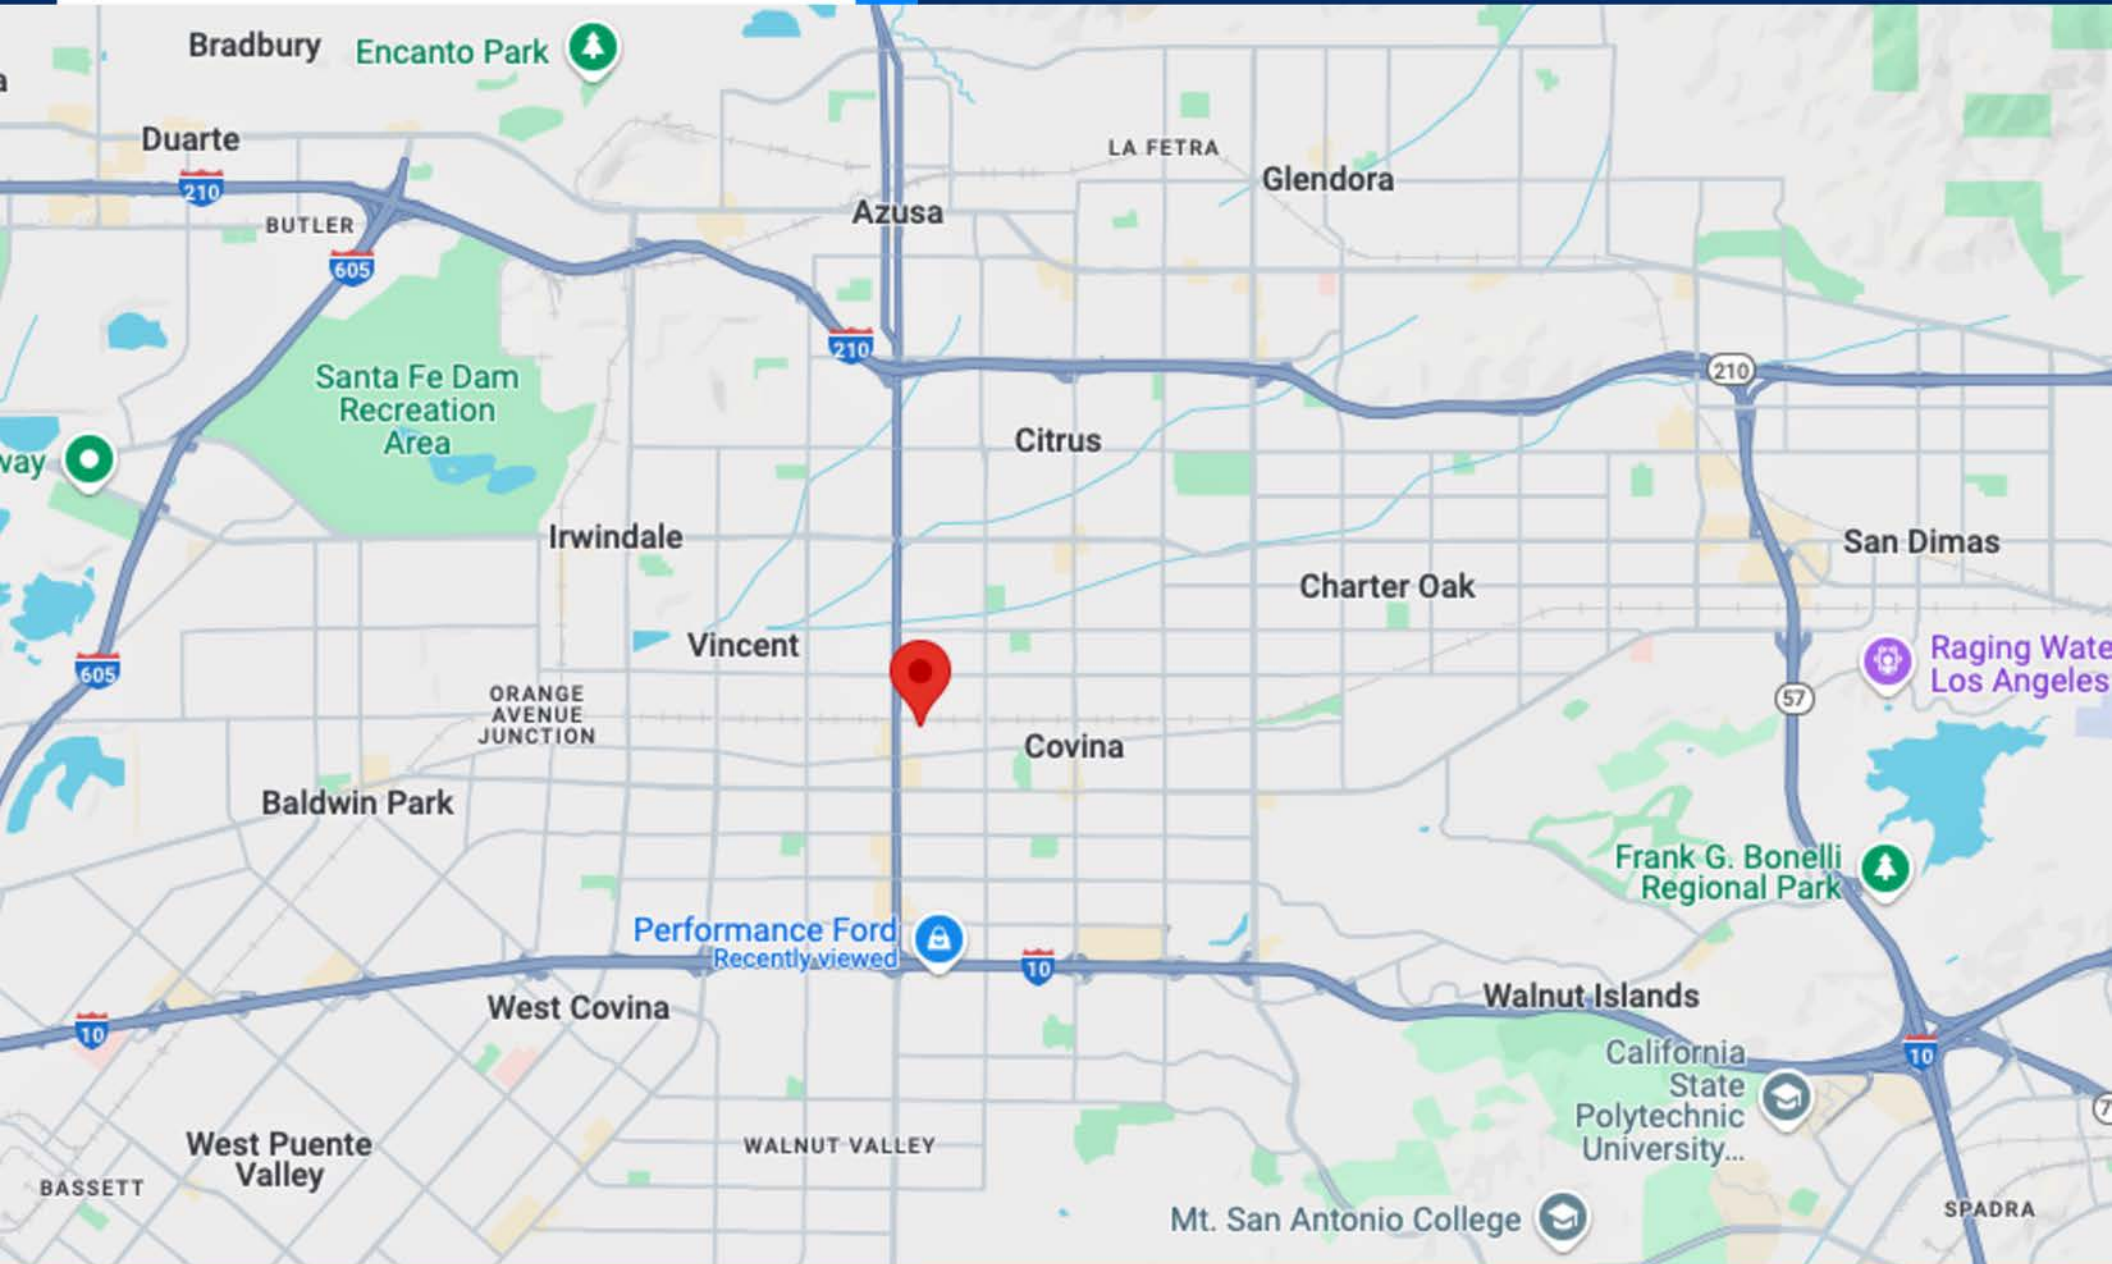 Bradbury
Encanto Park
Duarte
210
BUTLER
605
LA FETRA
Glendora
Azusa
210
210
Santa Fe Dam
Recreation
Area
Citrus
way
Irwindale
San Dimas
Charter Oak
Vincent
Raging Wate
Los Angeles
605
57
ORANGE
AVENUE
JUNCTION
Covina
Baldwin Park
Frank G. Bonelli
Regional Park
Performance Ford
Recently viewed
10
West Covina
Walnut Islands
10
10
California
State
Polytechnic
University...
7
West Puente
Valley
WALNUT VALLEY
BASSETT
Mt. San Antonio College
SPADRA